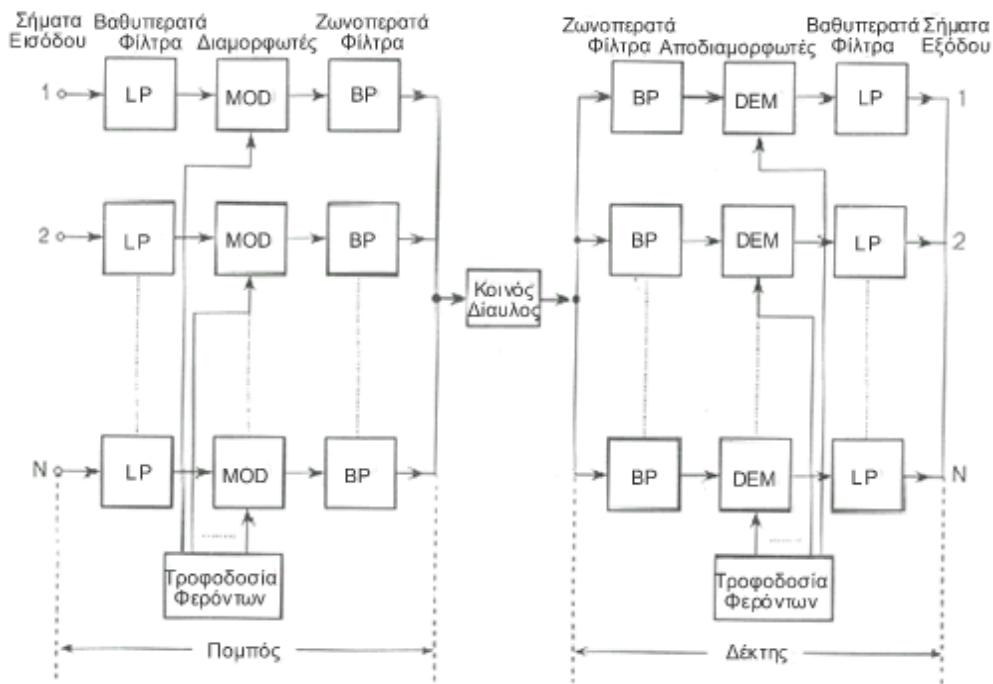 Σήματα
Εισόδου
Βαθυπερατά
Φίλτρα
Διαμορφωτές
Ζωνοπερατά
Φίλτρα
Ζωνοπερατά
Φίλτρα
Αποδιαμορφωτές
Βαθυπερατά
Φίλτρα
Σήματα
Εξόδου
1
LP
MOD
BP
BP
DEM
LP
1
2
LP
MOD
BP
BP
DEM
LP
2
Κοινός
Δίαυλος
N
LP
MOD
BP
BP
DEM
LP
N
Τροφοδοσία
Φερόντων
Τροφοδοσία
Φερόντων
Πομπός
Δέκτης